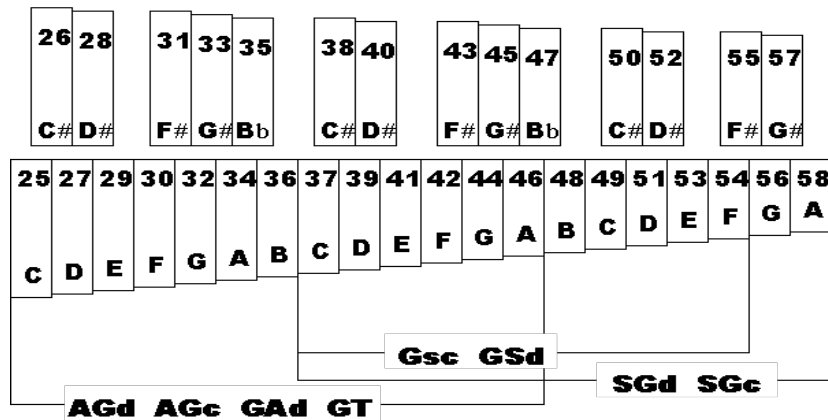 26 28 31 33 35 38 40 43 45 47 50 52 55 57
C# D# F# G# Bb C# D# F# G# Bb C# D# F# G#
25 27 29 30 32 34 36 37 39 41 42 44 46 48 49 51 53 54 56 58
C D E F G A B C D E F G A B C D E F G A
Gsc GSd
SGd SGc
AGd AGc GAd GT